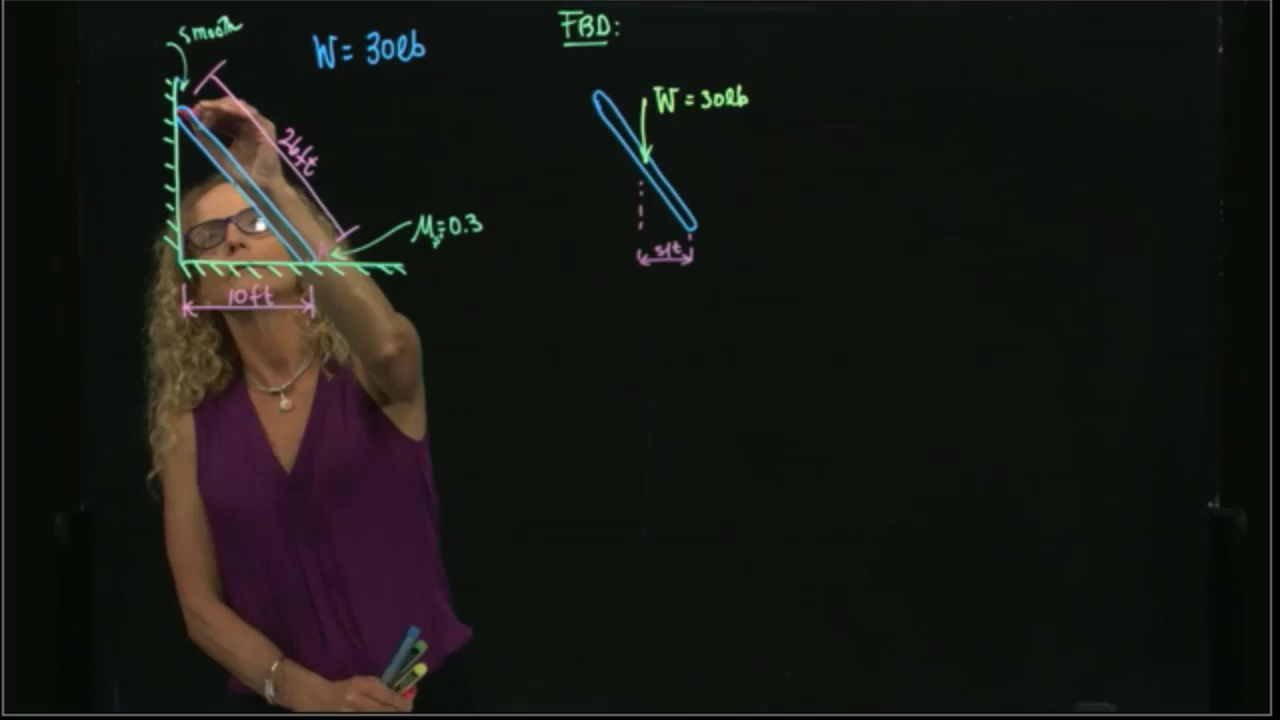 Smooth
W = 30lb
26ft
μs=0.3
10ft
A
FBD:
W = 30lb
5ft